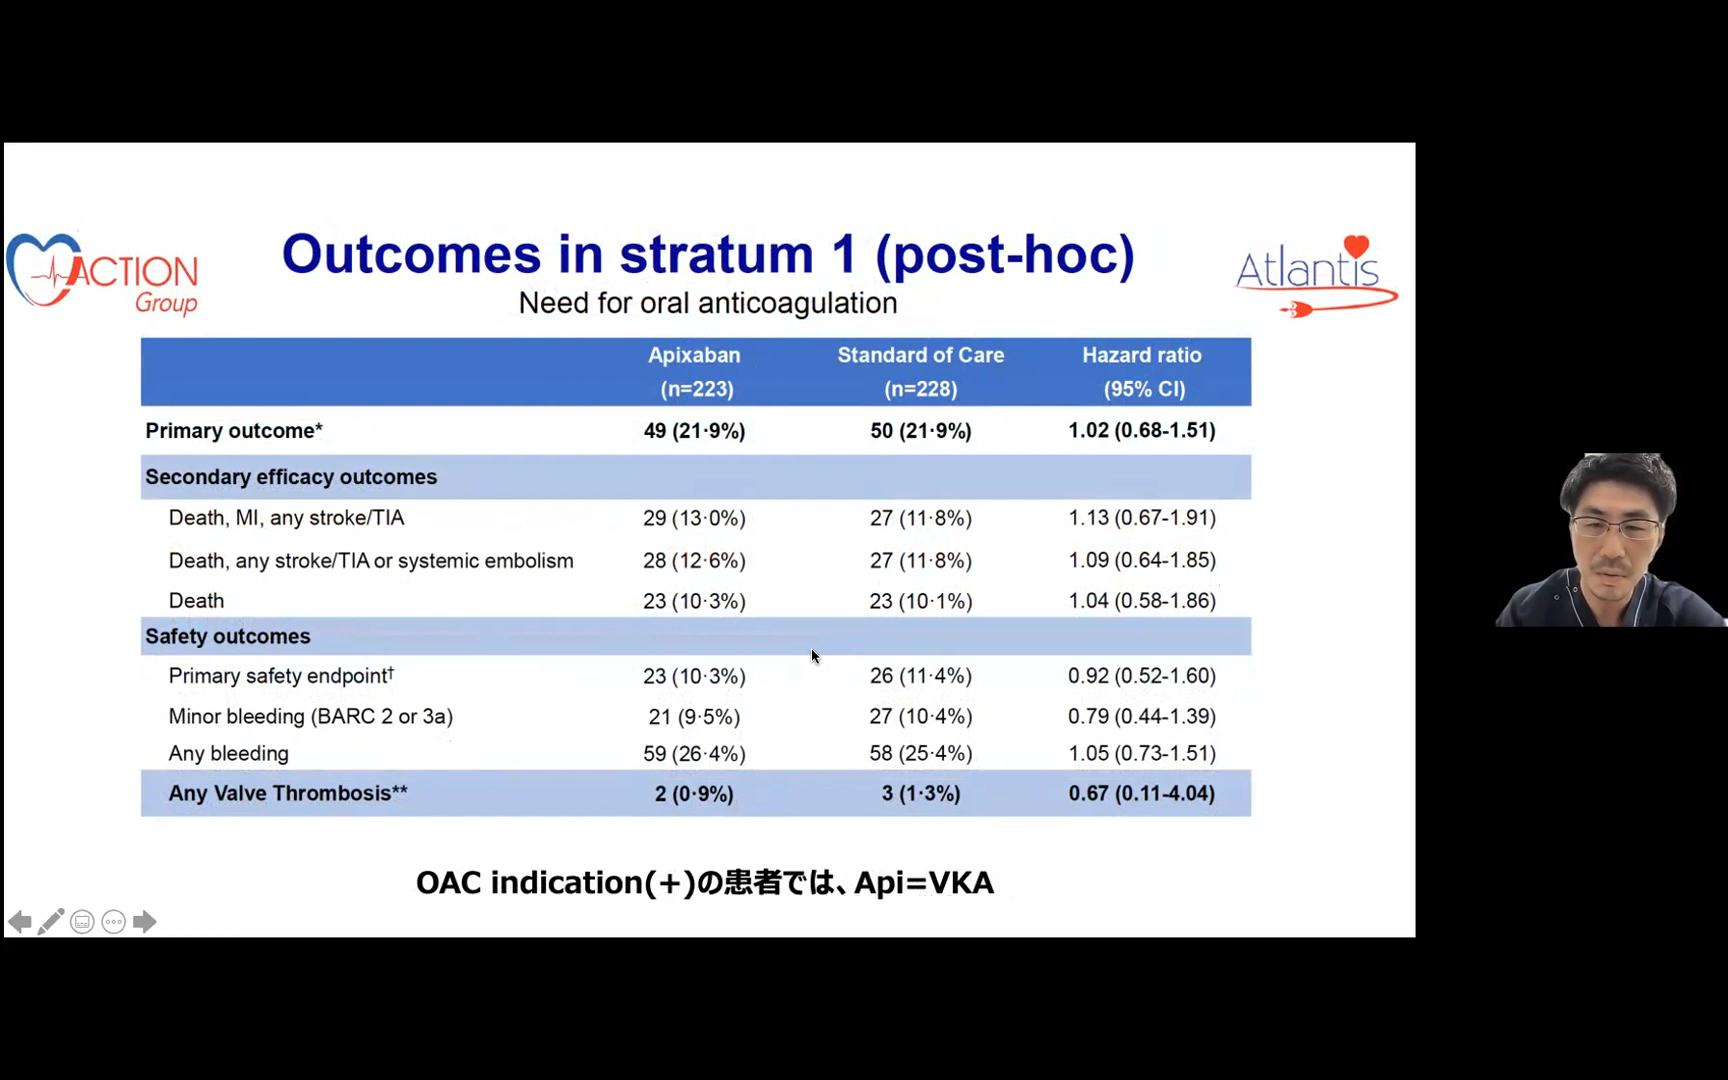 ACTION
Group
Outcomes in stratum 1 (post-hoc)
Need for oral anticoagulation
Atlantis
Apixaban Standard of Care Hazard ratio
(n=223) (n=228) (95% CI)
Primary outcome* 49 (21·9%) 50 (21·9%) 1.02 (0.68-1.51)
Secondary efficacy outcomes
Death, MI, any stroke/TIA 29 (13·0%) 27 (11·8%) 1.13 (0.67-1.91)
Death, any stroke/TIA or systemic embolism 28 (12·6%) 27 (11·8%) 1.09 (0.64-1.85)
Death 23 (10·3%) 23 (10·1%) 1.04 (0.58-1.86)
Safety outcomes
Primary safety endpoint† 23 (10·3%) 26 (11·4%) 0.92 (0.52-1.60)
Minor bleeding (BARC 2 or 3a) 21 (9·5%) 27 (10·4%) 0.79 (0.44-1.39)
Any bleeding 59 (26·4%) 58 (25·4%) 1.05 (0.73-1.51)
Any Valve Thrombosis** 2 (0·9%) 3 (1·3%) 0.67 (0.11-4.04)
OAC indication(+)の患者では、Api=VKA